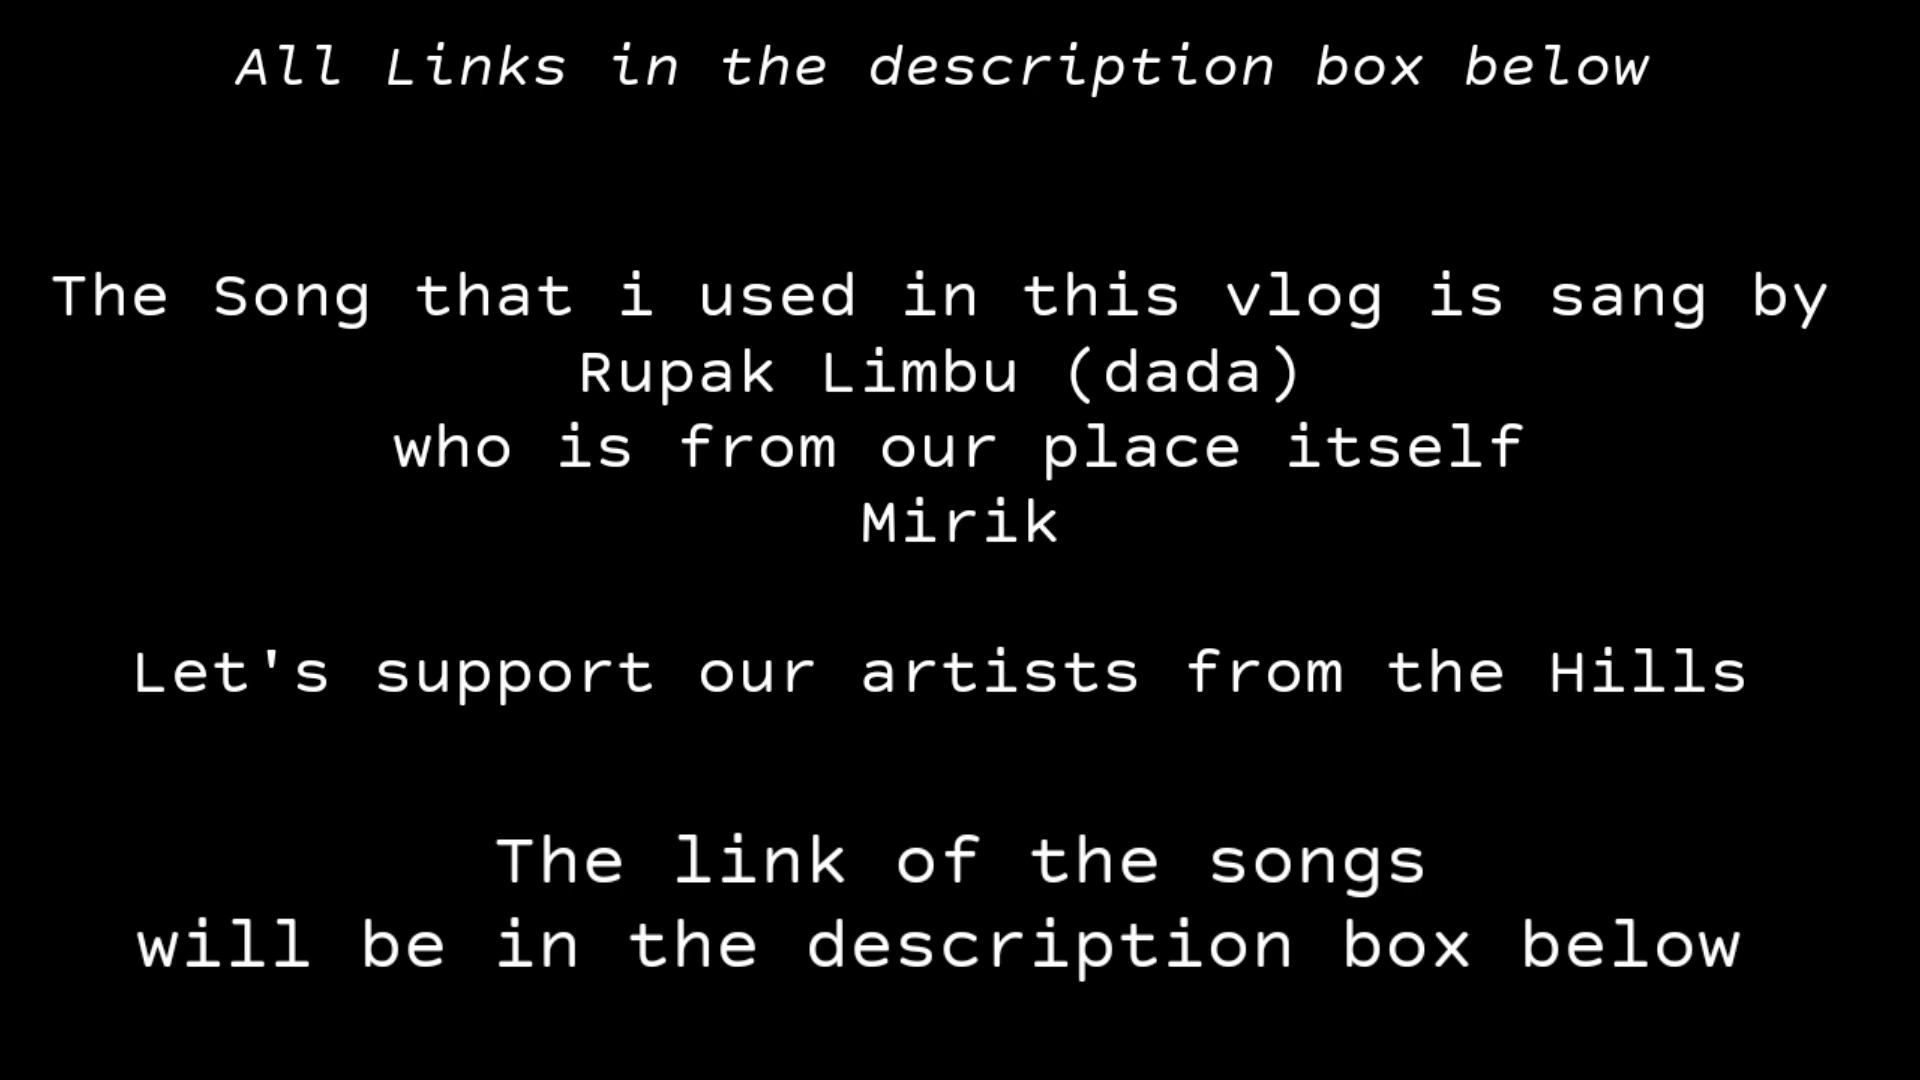 All Links in the description box below
The Song that i used in this vlog is sang by
Rupak Limbu (dada)
who is from our place itself
Mirik
Let's support our artists from the Hills
The link of the songs
will be in the description box below